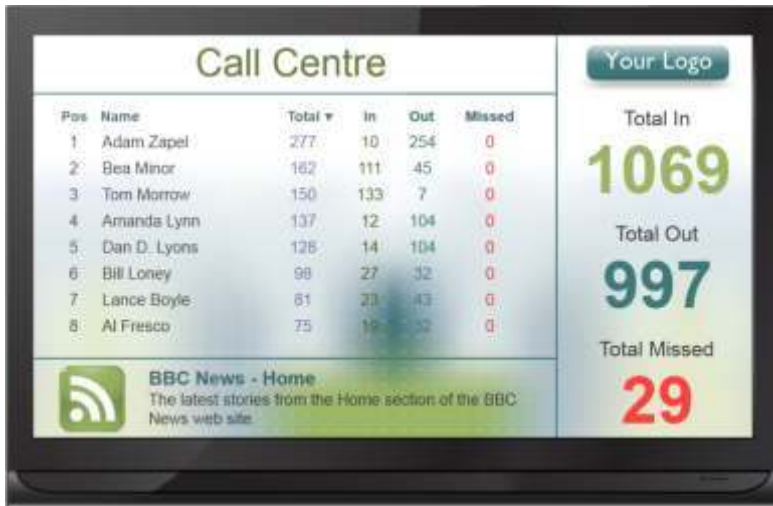 Call Centre
Pos Name Total ▼ In Out Missed
1 Adam Zapel 277 10 254 0
2 Bea Minor 162 111 45 0
3 Tom Morrow 150 133 7 0
4 Amanda Lynn 137 12 104 0
5 Dan D. Lyons 128 14 104 0
6 Bill Loney 98 27 32 0
7 Lance Boyle 81 23 43 0
8 Al Fresco 75 19 32 0
BBC News - Home
The latest stories from the Home section of the BBC
News web site.
Your Logo
Total In
1069
Total Out
997
Total Missed
29